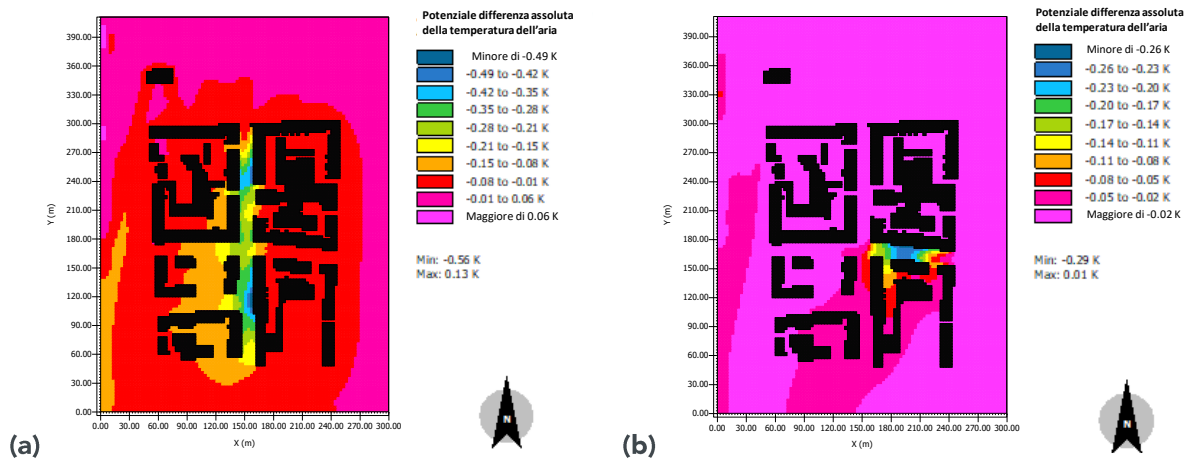 Potenziale differenza assoluta
della temperatura dell'aria
Minore di -0.49 K
-0.49 to -0.42 K
-0.42 to -0.35 K
-0.35 to -0.28 K
-0.28 to -0.21 K
-0.21 to -0.15 K
-0.15 to -0.08 K
-0.08 to -0.01 K
-0.01 to 0.06 K
Maggiore di 0.06 K
Min: -0.56 K
Max: 0.13 K
390.00
360.00
330.00
300.00
270.00
240.00
210.00
180.00
150.00
120.00
90.00
60.00
30.00
0.00
Y (m)
0.00 30.00 60.00 90.00 120.00 150.00 180.00 210.00 240.00 270.00 300.00
X (m)
N
(a)
Potenziale differenza assoluta
della temperatura dell'aria
Minore di -0.26 K
-0.26 to -0.23 K
-0.23 to -0.20 K
-0.20 to -0.17 K
-0.17 to -0.14 K
-0.14 to -0.11 K
-0.11 to -0.08 K
-0.08 to -0.05 K
-0.05 to -0.02 K
Maggiore di -0.02 K
Min: -0.29 K
Max: 0.01 K
390.00
360.00
330.00
300.00
270.00
240.00
210.00
180.00
150.00
120.00
90.00
60.00
30.00
0.00
Y (m)
0.00 30.00 60.00 90.00 120.00 150.00 180.00 210.00 240.00 270.00 300.00
X (m)
N
(b)